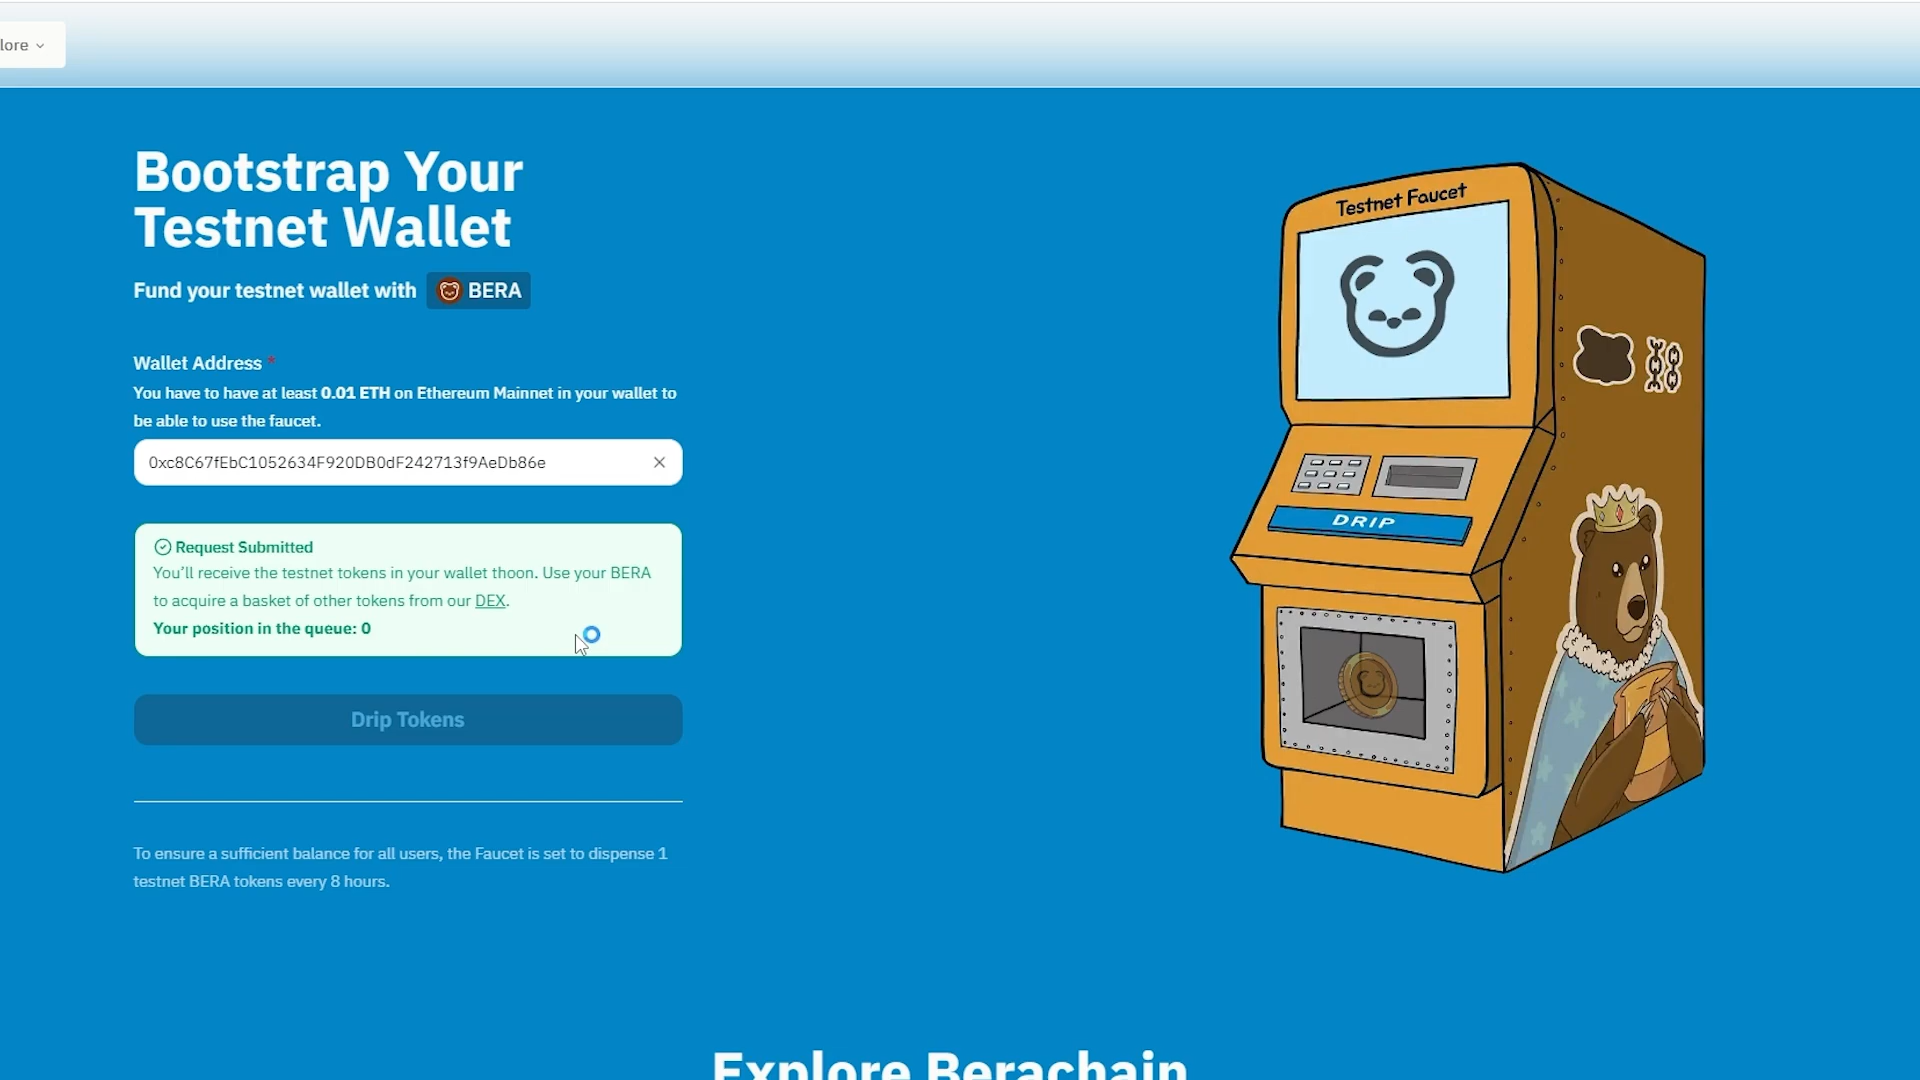 lore
Bootstrap Your
Testnet Wallet
Fund your testnet wallet with BERA
Wallet Address *
You have to have at least 0.01 ETH on Ethereum Mainnet in your wallet to
be able to use the faucet.
0xc8C67fEbC1052634F920DB0dF242713f9AeDb86e
Request Submitted
You’ll receive the testnet tokens in your wallet thoon. Use your BERA
to acquire a basket of other tokens from our DEX.
Your position in the queue: 0
Drip Tokens
To ensure a sufficient balance for all users, the Faucet is set to dispense 1
testnet BERA tokens every 8 hours.
Testnet Faucet
DRIP
Explore Berachain